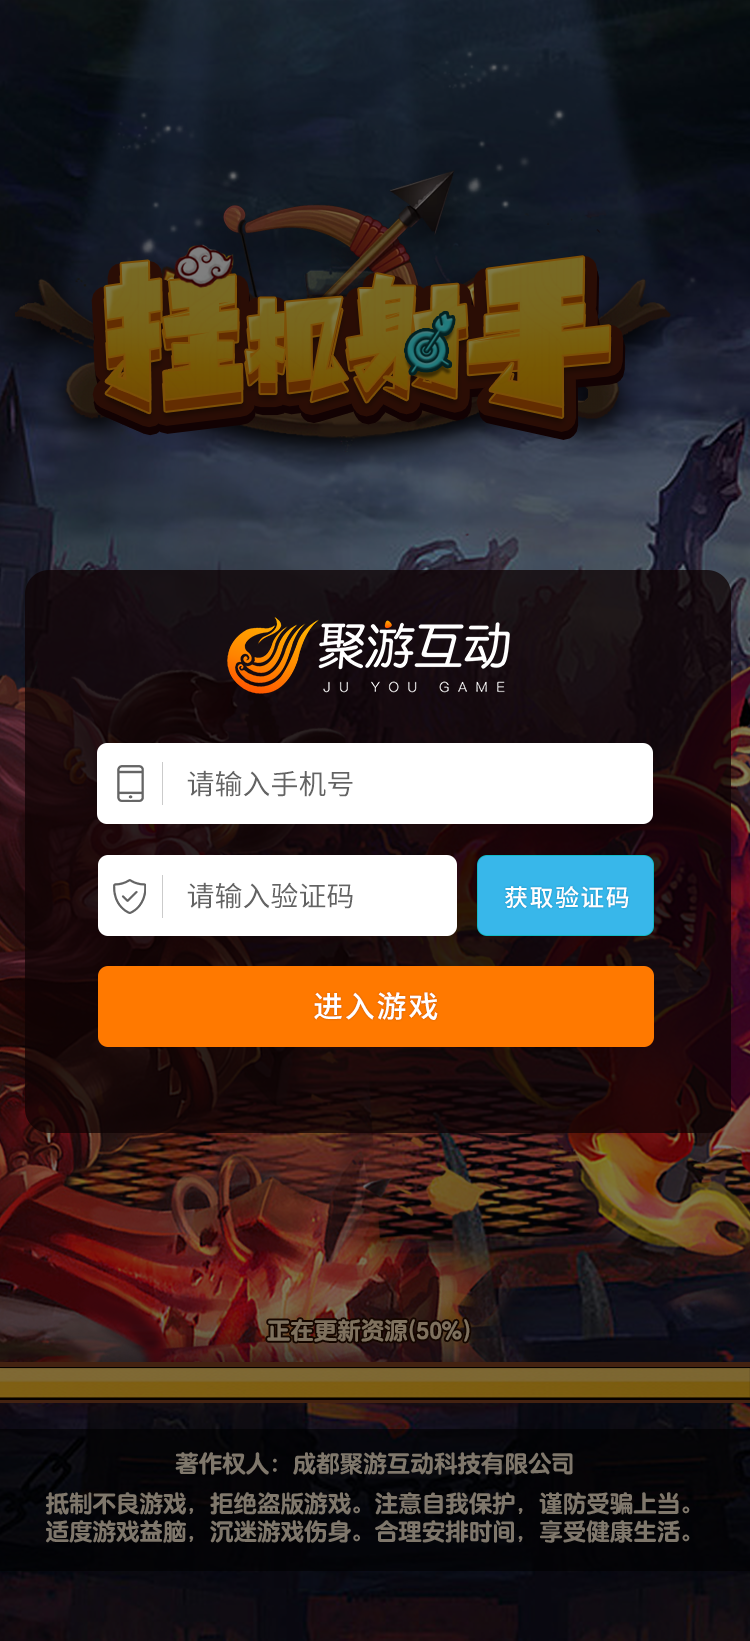 挂机射手
聚游互动
JU YOU GAME
请输入手机号
请输入验证码
获取验证码
进入游戏
正在更新资源(50%)
著作权人：成都聚游互动科技有限公司
抵制不良游戏，拒绝盗版游戏。注意自我保护，谨防受骗上当。
适度游戏益脑，沉迷游戏伤身。合理安排时间，享受健康生活。